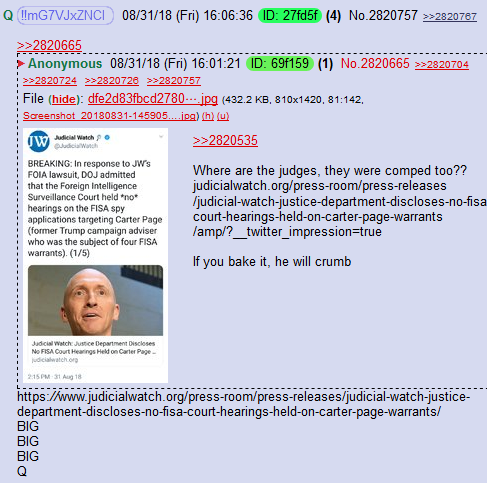 Q !!mG7VJxZNCI 08/31/18 (Fri) 16:06:36 ID: 27fd5f (4) No.2820757 >>2820767
>>2820665
▶ Anonymous 08/31/18 (Fri) 16:01:21 ID: 69f159 (1) No.2820665 >>2820704
>>2820724 >>2820726 >>2820757
File (hide): dfe2d83fbcd2780⋯.jpg (432.2 KB, 810x1420, 81:142,
Screenshot_20180831-145905….jpg) (h) (u)
JW
Judicial Watch
@JudicialWatch
BREAKING: In response to JW's
FOIA lawsuit, DOJ admitted
that the Foreign Intelligence
Surveillance Court held *no*
hearings on the FISA spy
applications targeting Carter Page
(former Trump campaign adviser
who was the subject of four FISA
warrants). (1/5)
Judicial Watch: Justice Department Discloses
No FISA Court Hearings Held on Carter Page ...
judicialwatch.org
2:15 PM · 31 Aug 18
>>2820535
Where are the judges, they were comped too??
judicialwatch.org/press-room/press-releases
/judicial-watch-justice-department-discloses-no-fisa
court-hearings-held-on-carter-page-warrants
/amp/?__twitter_impression=true
If you bake it, he will crumb
https://www.judicialwatch.org/press-room/press-releases/judicial-watch-justice-
department-discloses-no-fisa-court-hearings-held-on-carter-page-warrants/
BIG
BIG
BIG
Q